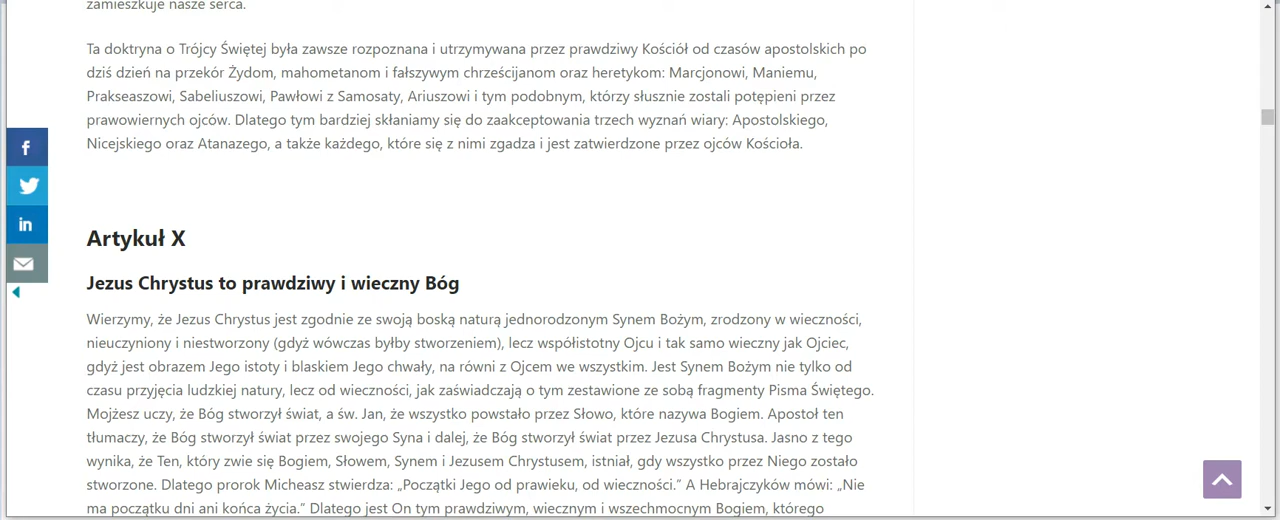 zamieszkuje nasze serca.
Ta doktryna o Trójcy Świętej była zawsze rozpoznana i utrzymywana przez prawdziwy Kościół od czasów apostolskich po
dziś dzień na przekór Żydom, mahometanom i fałszywym chrześcijanom oraz heretykom: Marcjonowi, Maniemu,
Prakseaszowi, Sabeliuszowi, Pawłowi z Samosaty, Ariuszowi i tym podobnym, którzy słusznie zostali potępieni przez
prawowiernych ojców. Dlatego tym bardziej skłaniamy się do zaakceptowania trzech wyznań wiary: Apostolskiego,
Nicejskiego oraz Atanazego, a także każdego, które się z nimi zgadza i jest zatwierdzone przez ojców Kościoła.
Artykuł X
Jezus Chrystus to prawdziwy i wieczny Bóg
Wierzymy, że Jezus Chrystus jest zgodnie ze swoją boską naturą jednorodzonym Synem Bożym, zrodzony w wieczności,
nieuczyniony i niestworzony (gdyż wówczas byłby stworzeniem), lecz współistotny Ojcu i tak samo wieczny jak Ojciec,
gdyż jest obrazem Jego istoty i blaskiem Jego chwały, na równi z Ojcem we wszystkim. Jest Synem Bożym nie tylko od
czasu przyjęcia ludzkiej natury, lecz od wieczności, jak zaświadczają o tym zestawione ze sobą fragmenty Pisma Świętego.
Mojżesz uczy, że Bóg stworzył świat, a św. Jan, że wszystko powstało przez Słowo, które nazywa Bogiem. Apostoł ten
tłumaczy, że Bóg stworzył świat przez swojego Syna i dalej, że Bóg stworzył świat przez Jezusa Chrystusa. Jasno z tego
wynika, że Ten, który zwie się Bogiem, Słowem, Synem i Jezusem Chrystusem, istniał, gdy wszystko przez Niego zostało
stworzone. Dlatego prorok Micheasz stwierdza: „Początki Jego od prawieku, od wieczności.” A Hebrajczyków mówi: „Nie
ma początku dni ani końca życia.” Dlatego jest On tym prawdziwym, wiecznym i wszechmocnym Bogiem, którego